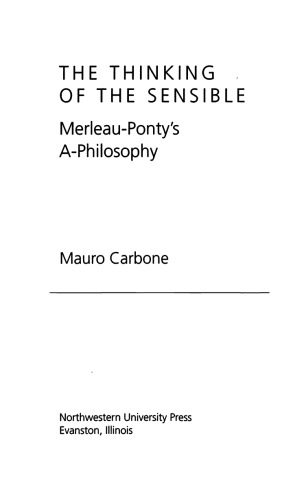 THE THINKING
OF THE SENSIBLE
Merleau-Ponty's
A-Philosophy
Mauro Carbone
Northwestern University Press
Evanston, Illinois